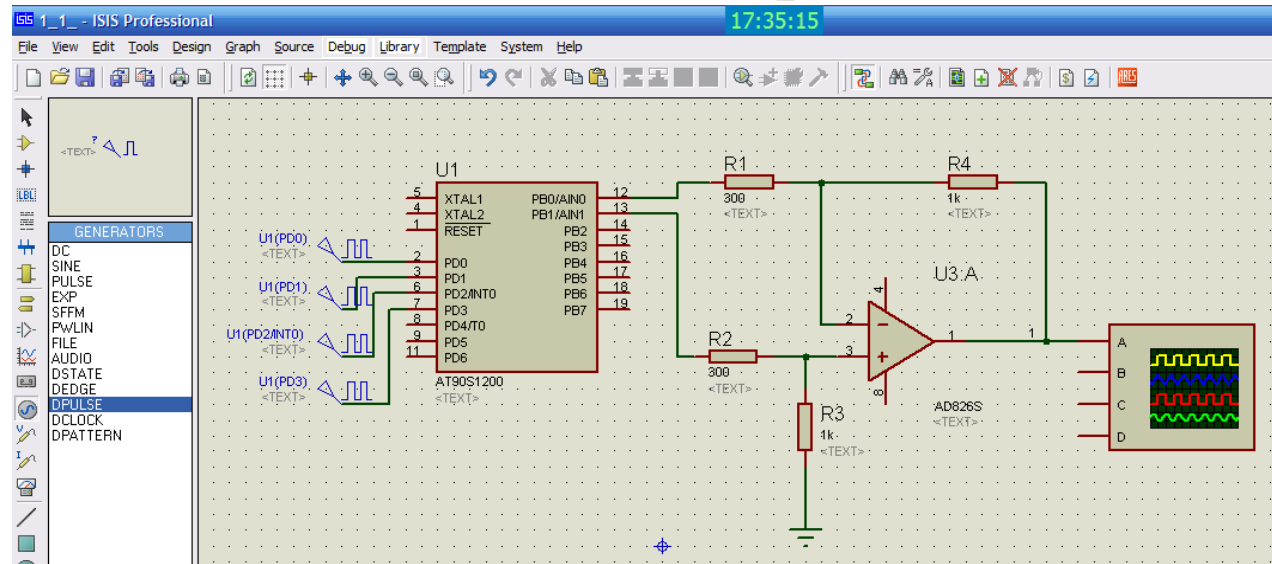 ISIS 1_1_ - ISIS Professional
17:35:15
File View Edit Tools Design Graph Source Debug Library Template System Help
ARES
LBL
? <TEXT>
GENERATORS
DC
SINE
PULSE
EXP
SFFM
PWLIN
FILE
AUDIO
DSTATE
DEDGE
DPULSE
DCLOCK
DPATTERN
U1(PD0)
<TEXT>
U1(PD1)
<TEXT>
U1(PD2/INT0)
<TEXT>
U1(PD3)
<TEXT>
U1
5 XTAL1 PB0/AIN0 12
4 XTAL2 PB1/AIN1 13
1 RESET PB2 14
PB3 15
2 PD0 PB4 16
3 PD1 PB5 17
6 PD2/INT0 PB6 18
7 PD3 PB7 19
8 PD4/T0
9 PD5
11 PD6
AT90S1200
<TEXT>
R1
300
<TEXT>
R4
1k
<TEXT>
R2
300
<TEXT>
R3
1k
<TEXT>
U3:A
4
2
3
1
8
AD826S
<TEXT>
1
A
B
C
D